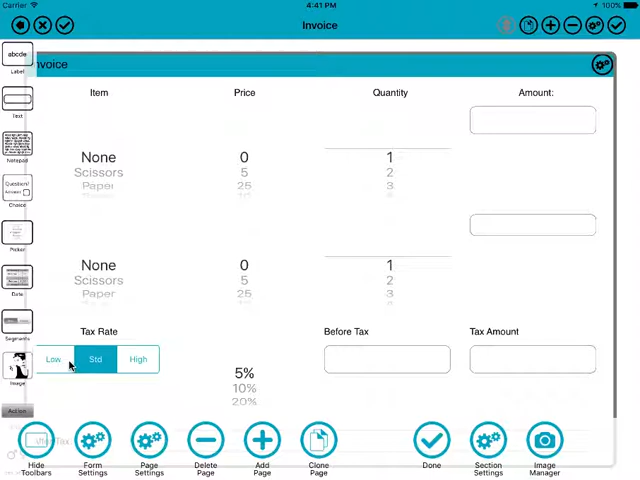 Carrier 4:41 PM 100%
Invoice
abcde
Label
Text
Notepad
Question/
Choice
Picker
Date
Segments
Image
Action
nvoice
Item Price Quantity Amount:
None 0 1
Scissors 5 2
Paper 25 3
None 0 1
Scissors 5 2
Paper 25 3
Tax Rate Before Tax Tax Amount
Low Std High
5%
10%
20%
After Tax
Hide Toolbars
Form Settings
Page Settings
Delete Page
Add Page
Clone Page
Done
Section Settings
Image Manager